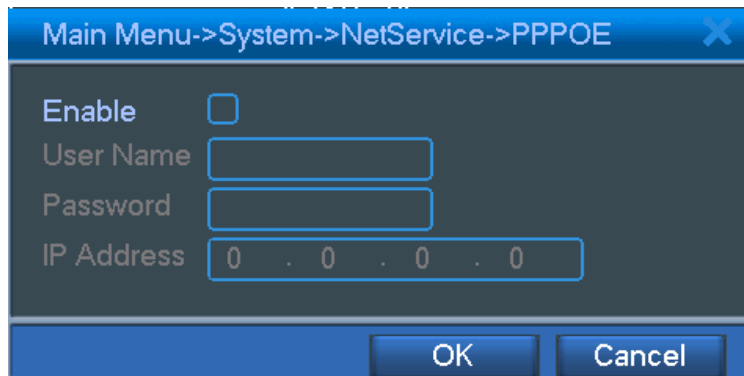 Main Menu->System->NetService->PPPOE
Enable
User Name
Password
IP Address 0 . 0 . 0 . 0
OK Cancel